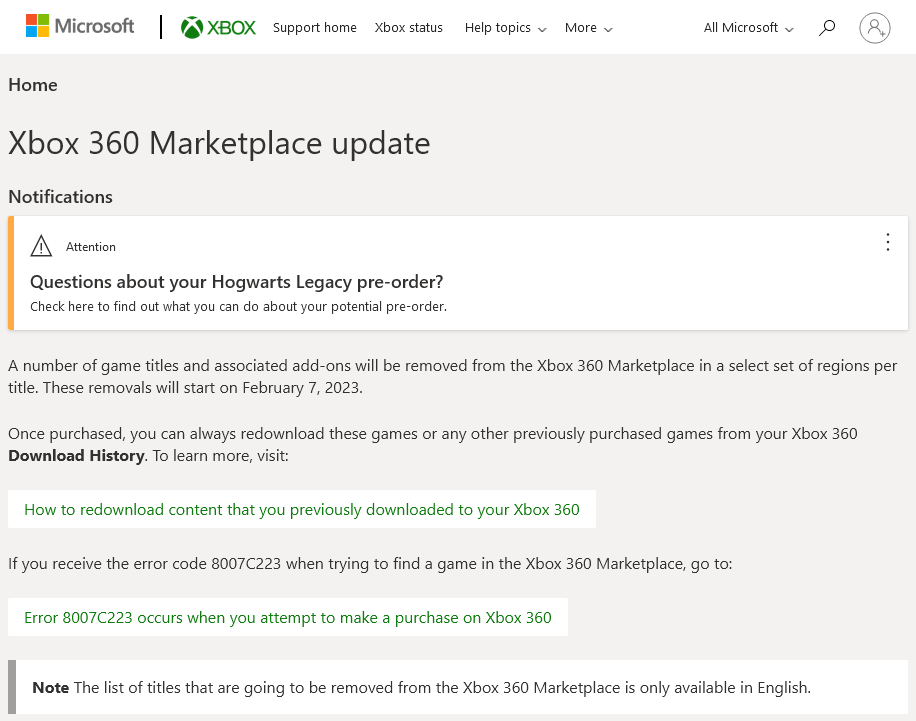 Microsoft XBOX Support home Xbox status Help topics More All Microsoft
Home
Xbox 360 Marketplace update
Notifications
Attention
Questions about your Hogwarts Legacy pre-order?
Check here to find out what you can do about your potential pre-order.
A number of game titles and associated add-ons will be removed from the Xbox 360 Marketplace in a select set of regions per
title. These removals will start on February 7, 2023.
Once purchased, you can always redownload these games or any other previously purchased games from your Xbox 360
Download History. To learn more, visit:
How to redownload content that you previously downloaded to your Xbox 360
If you receive the error code 8007C223 when trying to find a game in the Xbox 360 Marketplace, go to:
Error 8007C223 occurs when you attempt to make a purchase on Xbox 360
Note The list of titles that are going to be removed from the Xbox 360 Marketplace is only available in English.